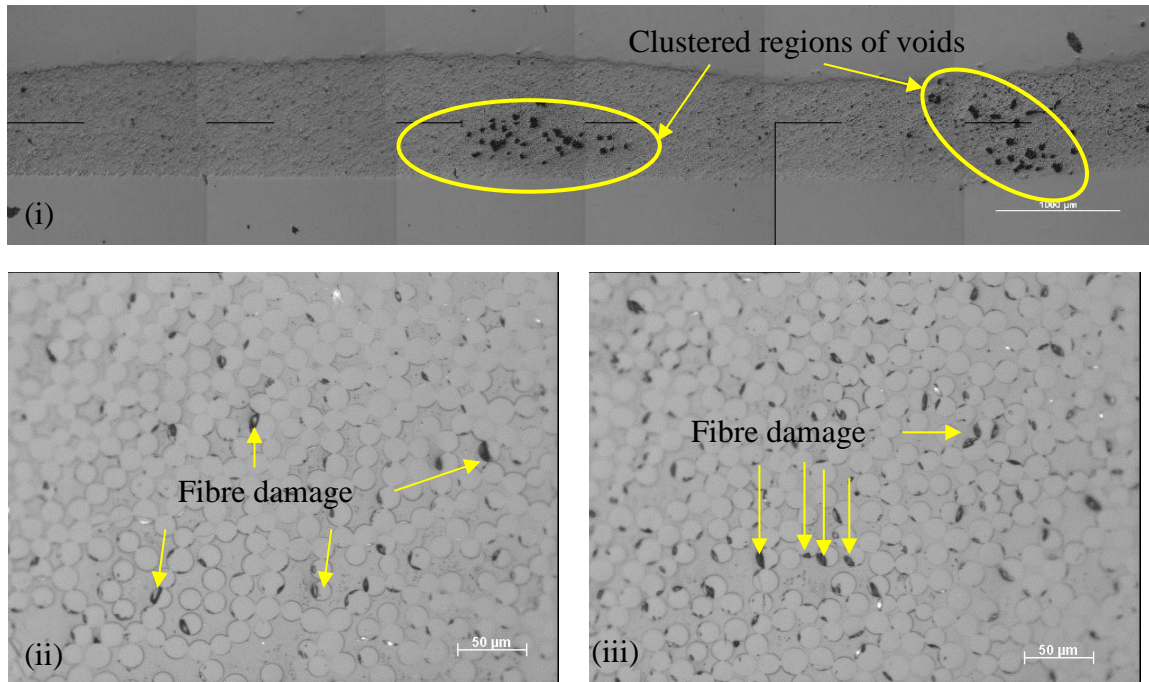 Clustered regions of voids
(i)
1000 µm
Fibre damage
(ii)
50 µm
Fibre damage
(iii)
50 µm